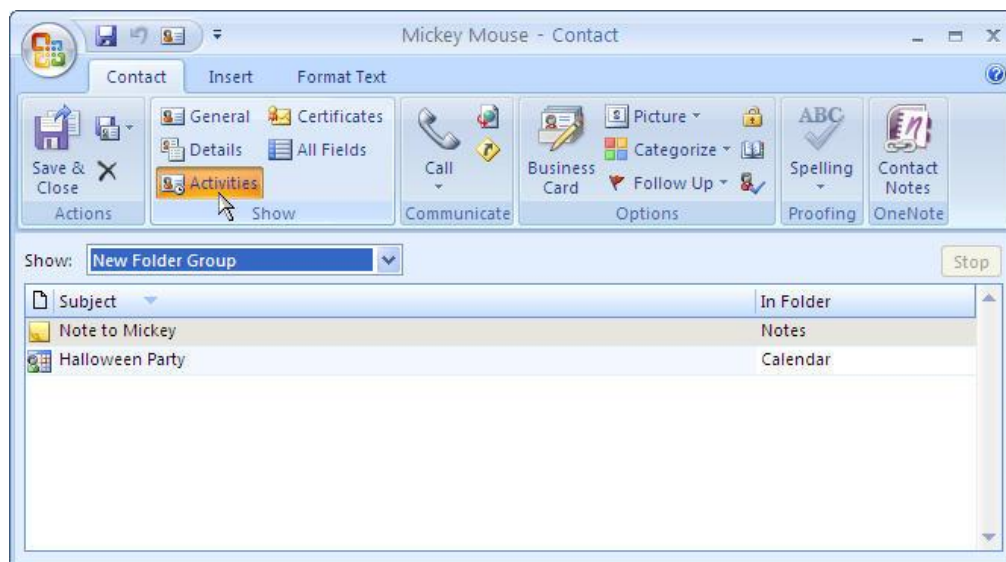 Mickey Mouse - Contact
Contact Insert Format Text
General Certificates Picture ABC
Details All Fields Categorize
Save & Close Activities Call Business Card Follow Up Spelling Contact Notes
Actions Show Communicate Options Proofing OneNote
Show: New Folder Group Stop
Subject In Folder
Note to Mickey Notes
Halloween Party Calendar